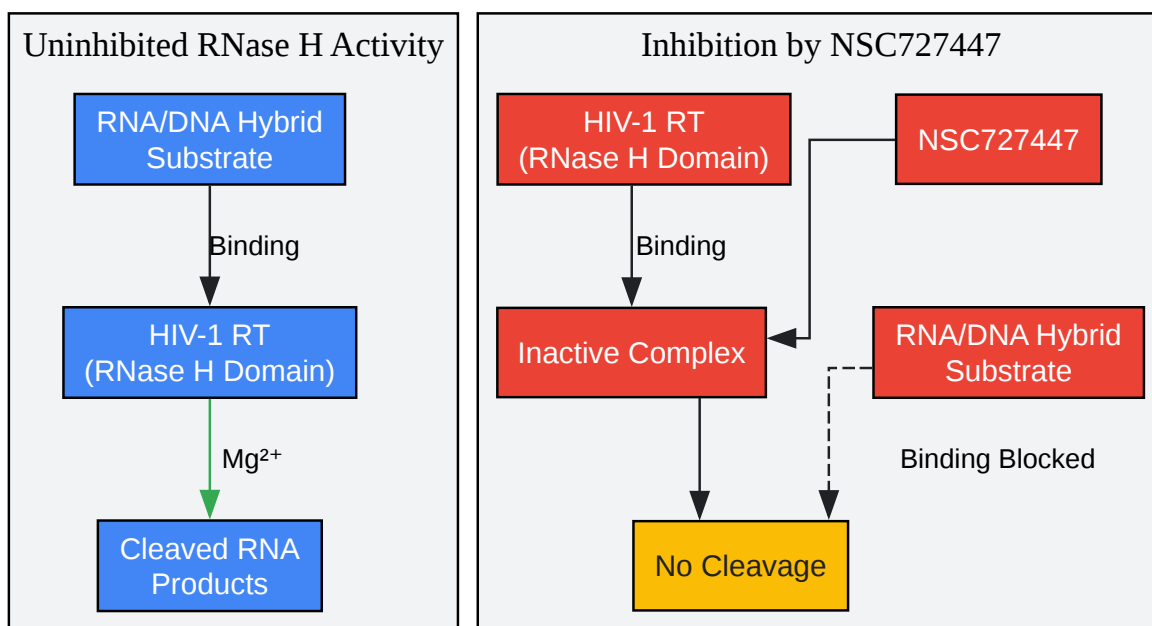 Uninhibited RNase H Activity
RNA/DNA Hybrid
Substrate
Binding
HIV-1 RT
(RNase H Domain)
Mg²⁺
Cleaved RNA
Products
Inhibition by NSC727447
HIV-1 RT
(RNase H Domain)
NSC727447
Binding
Inactive Complex
RNA/DNA Hybrid
Substrate
Binding Blocked
No Cleavage